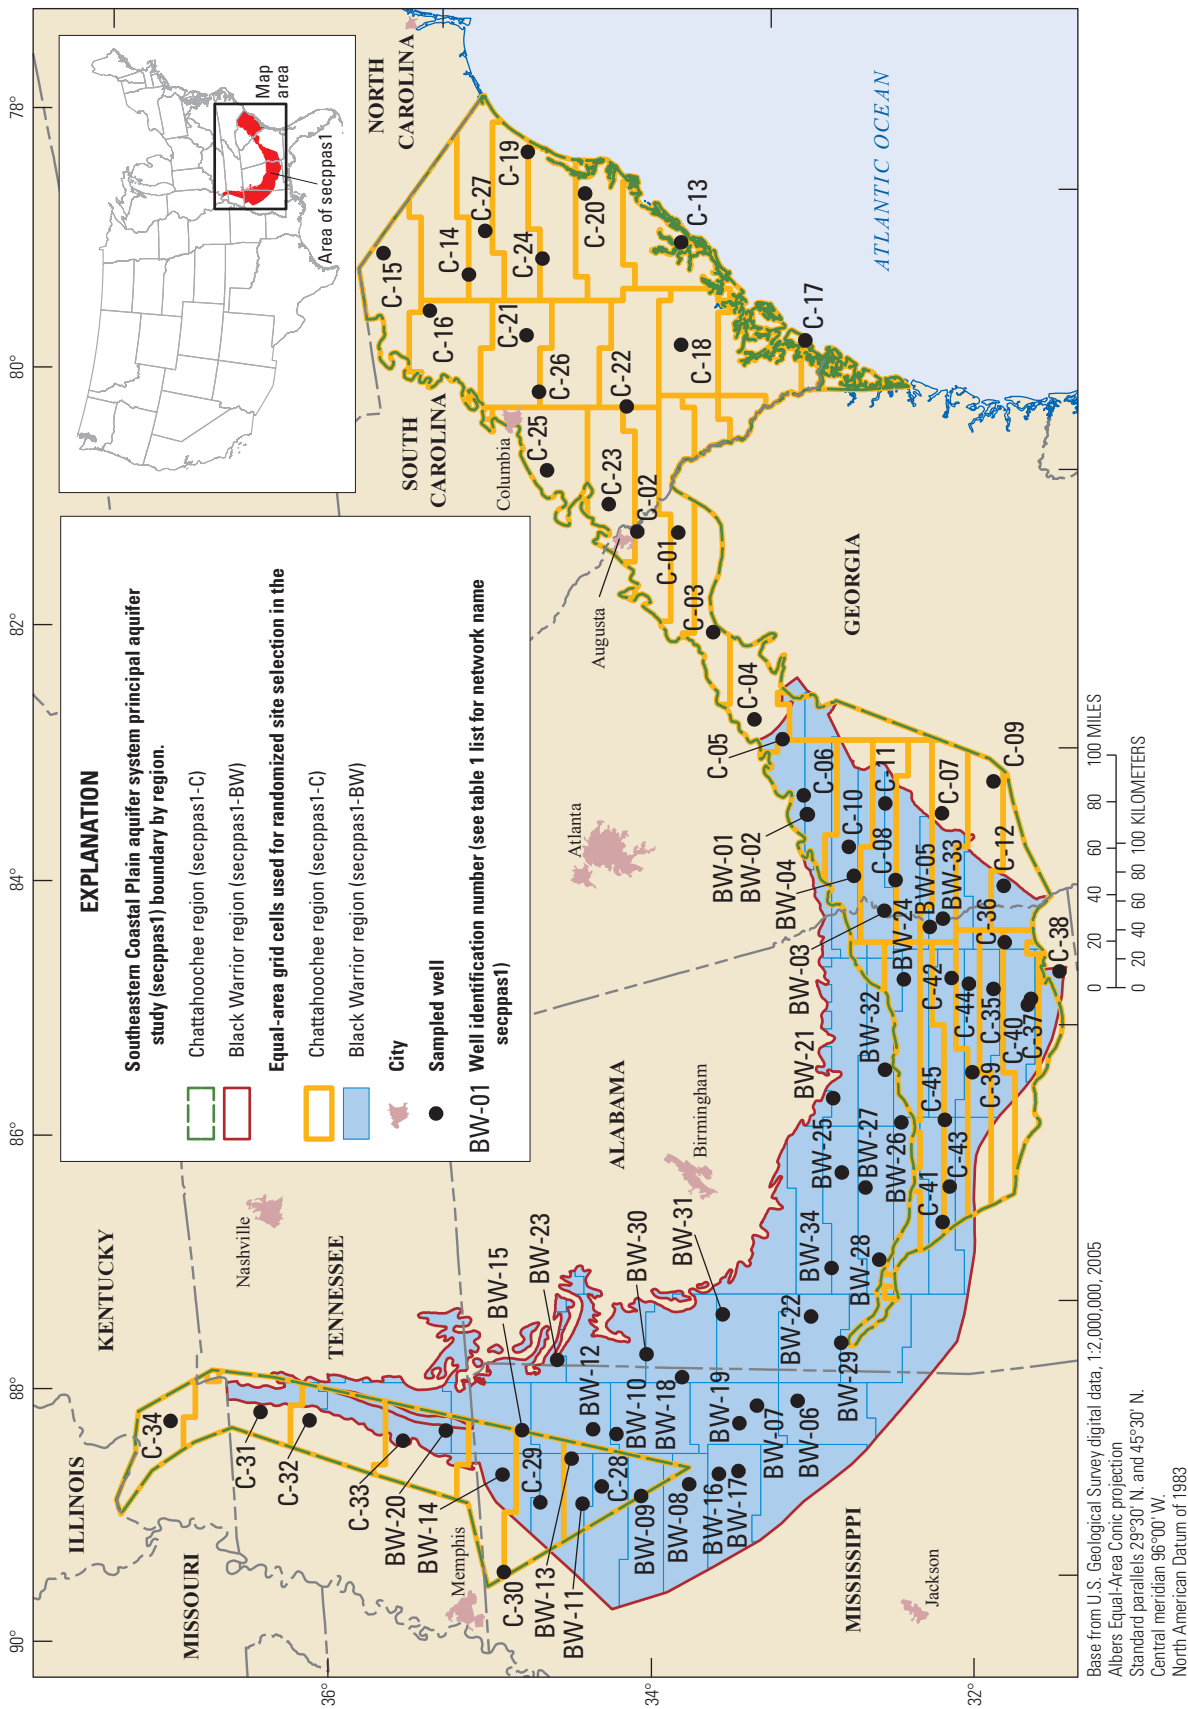 90°
88°
86°
84°
82°
80°
78°
36°
34°
32°
EXPLANATION
Southeastern Coastal Plain aquifer system principal aquifer
study (secppas1) boundary by region.
Chattahoochee region (secppas1-C)
Black Warrior region (secppas1-BW)
Equal-area grid cells used for randomized site selection in the
Chattahoochee region (secppas1-C)
Black Warrior region (secppas1-BW)
City
Sampled well
BW-01 Well identification number (see table 1 list for network name
secppas1)
Map
area
Area of secppas1
ILLINOIS
KENTUCKY
MISSOURI
TENNESSEE
MISSISSIPPI
ALABAMA
GEORGIA
SOUTH
CAROLINA
NORTH
CAROLINA
ATLANTIC OCEAN
Nashville
Memphis
Jackson
Birmingham
Atlanta
Augusta
Columbia
C-34
C-31
C-32
C-33
BW-20
BW-14
C-30
BW-13
BW-11
C-29
C-28
BW-09
BW-08
BW-16
BW-17
BW-15
BW-23
BW-12
BW-10
BW-18
BW-19
BW-07
BW-06
BW-30
BW-31
BW-22
BW-29
BW-34
BW-28
BW-25
BW-27
BW-26
BW-21
BW-32
C-41
C-43
C-45
C-39
C-42
C-44
C-35
C-40
C-37
C-38
C-36
BW-24
BW-03
BW-04
BW-01
BW-02
BW-05
BW-33
C-12
C-08
C-10
C-11
C-07
C-09
C-06
C-05
C-04
C-03
C-01
C-02
C-23
C-25
C-22
C-26
C-21
C-18
C-17
C-16
C-15
C-14
C-27
C-24
C-19
C-20
C-13
0 20 40 60 80 100 MILES
0 20 40 60 80 100 KILOMETERS
Base from U.S. Geological Survey digital data, 1:2,000,000, 2005
Albers Equal-Area Conic projection
Standard parallels 29°30' N. and 45°30' N.
Central meridian 96°00' W.
North American Datum of 1983